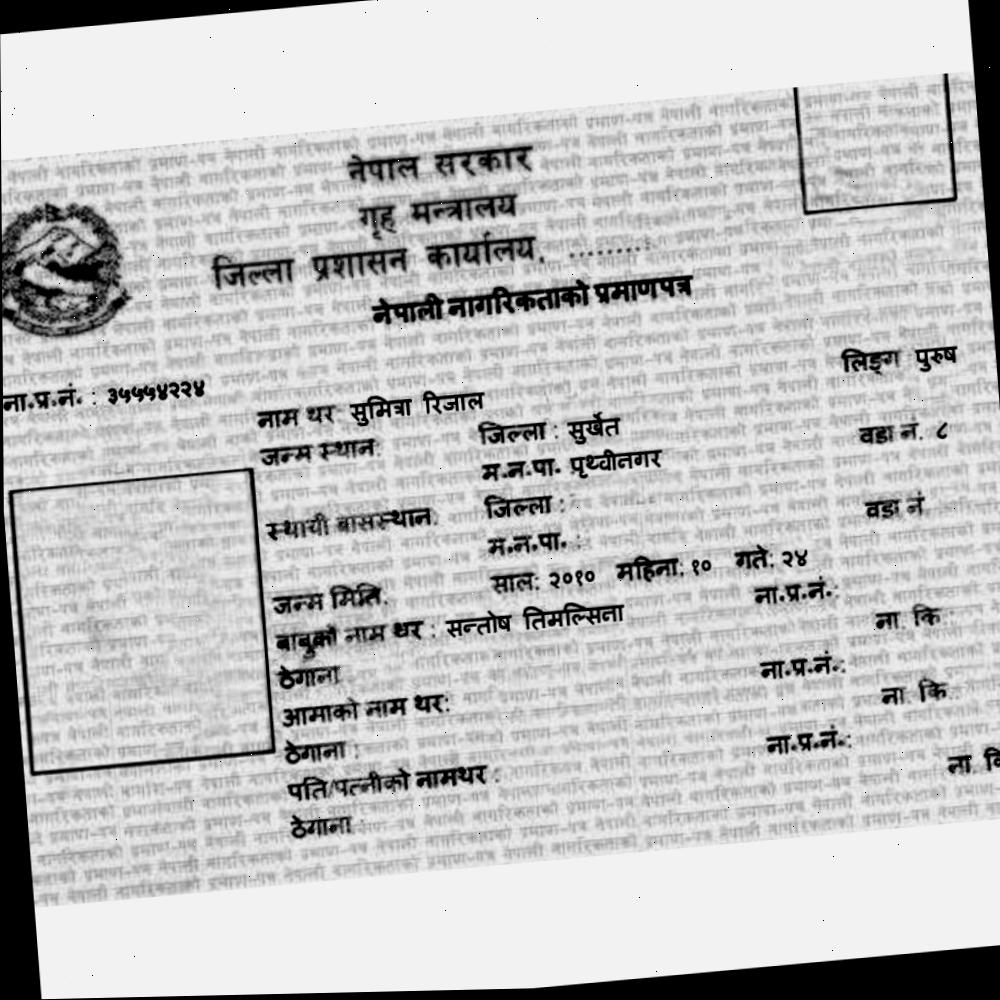 नेपाल सरकार
गृह मन्त्रालय
जिल्ला प्रशासन कार्यालय, ........
नेपाली नागरिकताको प्रमाणपत्र
लिङ्ग पुरुष
ना.प्र.नं. : ३५५५४२२४
नाम थर सुमित्रा रिजाल
जन्म स्थान: जिल्ला : सुर्खेत वडा नं. ८
म.न.पा. पृथ्वीनगर
स्थायी बासस्थान: जिल्ला : वडा नं
म.न.पा. :
जन्म मिति. साल: २०१० महिना: १० गते: २४
बाबुको नाम थर : सन्तोष तिमल्सिना ना.प्र.नं. :
ठेगाना ना. कि
आमाको नाम थर: ना.प्र.नं. :
ठेगाना : ना. कि
पति/पत्नीको नामथर : ना.प्र.नं. :
ठेगाना ना. कि